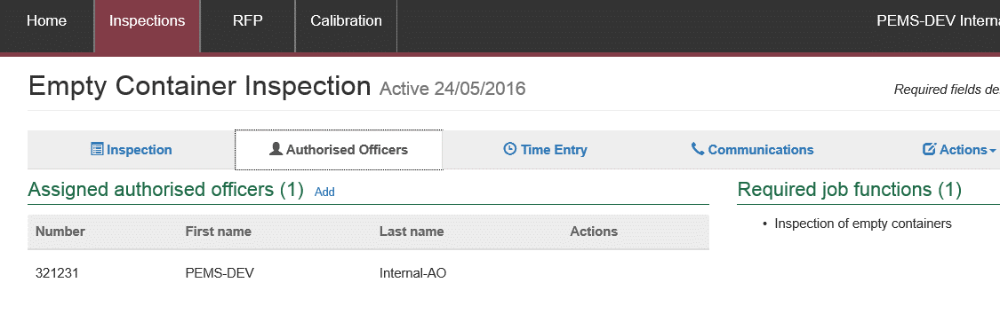 Home Inspections RFP Calibration PEMS-DEV
Empty Container Inspection Active 24/05/2016
Required fields
Inspection Authorised Officers Time Entry Communications Actions
Assigned authorised officers (1) Add
Required job functions (1)
Number First name Last name Actions
• Inspection of empty containers
321231 PEMS-DEV Internal-AO